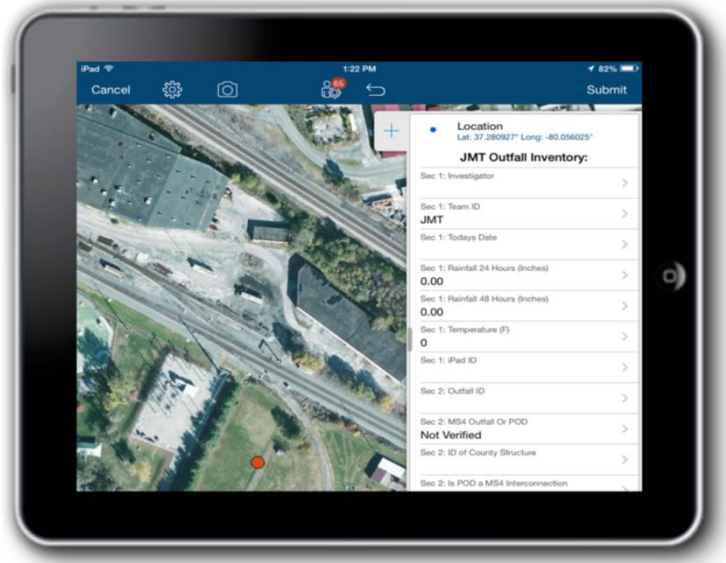 iPad
1:22 PM
82%
Cancel
65
Submit
Location
Lat: 37.280927° Long: -80.056025°
JMT Outfall Inventory:
Sec 1: Investigator
Sec 1: Team ID
JMT
Sec 1: Todays Date
Sec 1: Rainfall 24 Hours (Inches)
0.00
Sec 1: Rainfall 48 Hours (Inches)
0.00
Sec 1: Temperature (F)
0
Sec 1: iPad ID
Sec 2: Outfall ID
Sec 2: MS4 Outfall Or POD
Not Verified
Sec 2: ID of County Structure
Sec 2: Is POD a MS4 Interconnection